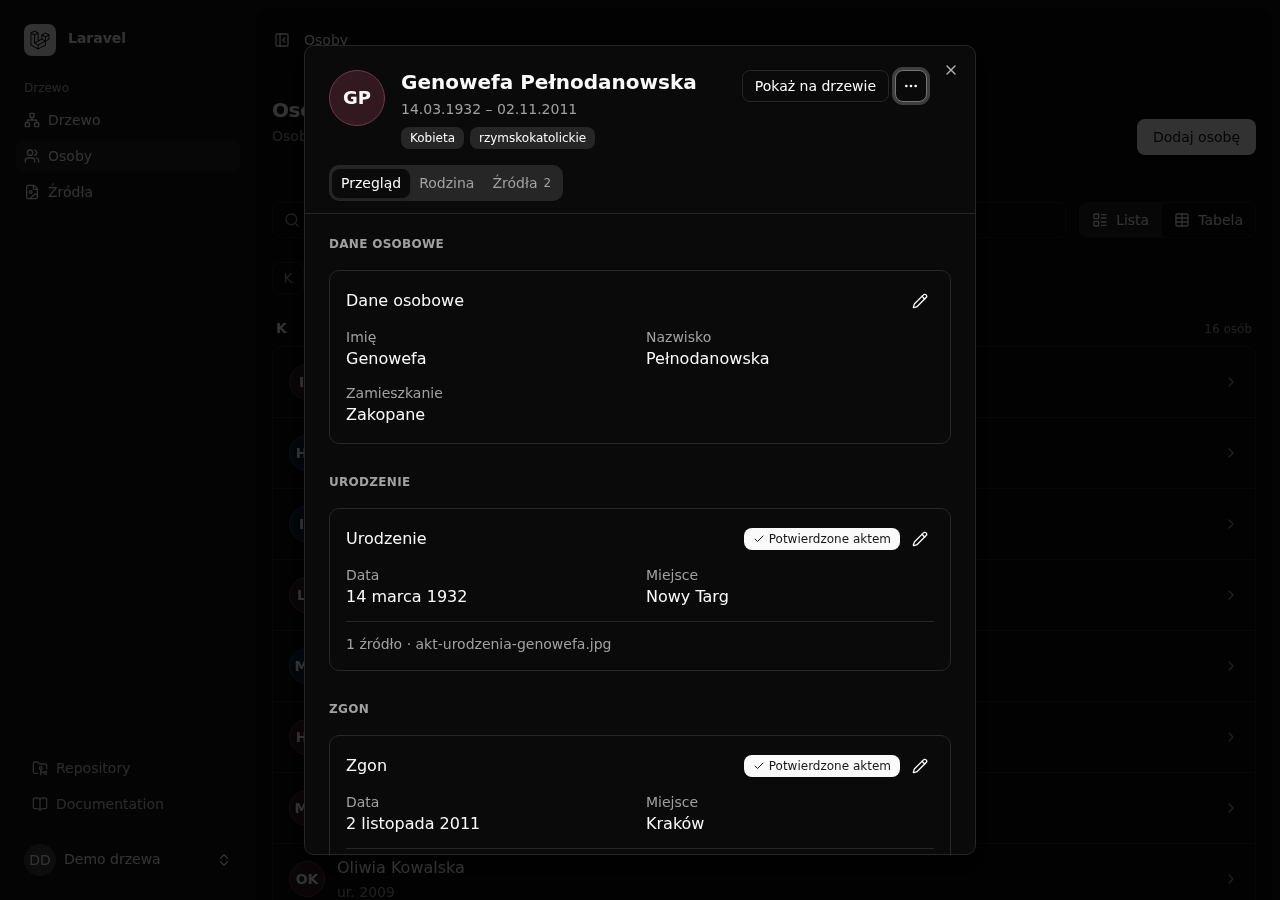 Laravel
Drzewo
Drzewo
Osoby
Źródła
Repository
Documentation
DD
Demo drzewa
Osoby
Dodaj osobę
Lista
Tabela
K
K
16 osób
OK
Oliwia Kowalska
ur. 2009
GP
Genowefa Pełnodanowska
14.03.1932 – 02.11.2011
Kobieta
rzymskokatolickie
Pokaż na drzewie
Przegląd
Rodzina
Źródła 2
DANE OSOBOWE
Dane osobowe
Imię
Nazwisko
Genowefa
Pełnodanowska
Zamieszkanie
Zakopane
URODZENIE
Urodzenie
Potwierdzone aktem
Data
Miejsce
14 marca 1932
Nowy Targ
1 źródło · akt-urodzenia-genowefa.jpg
ZGON
Zgon
Potwierdzone aktem
Data
Miejsce
2 listopada 2011
Kraków